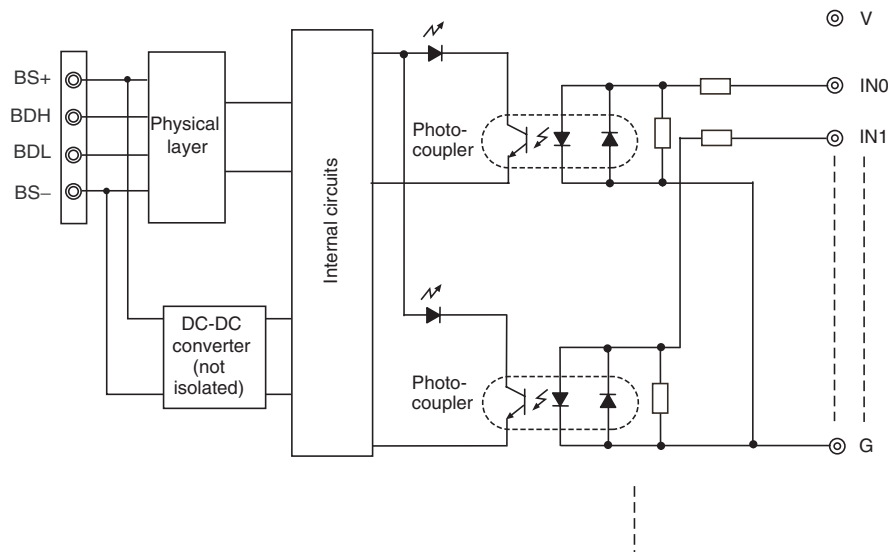 BS+
BDH
BDL
BS−
Physical
layer
DC-DC
converter
(not
isolated)
Internal circuits
Photo-
coupler
Photo-
coupler
V
IN0
IN1
G